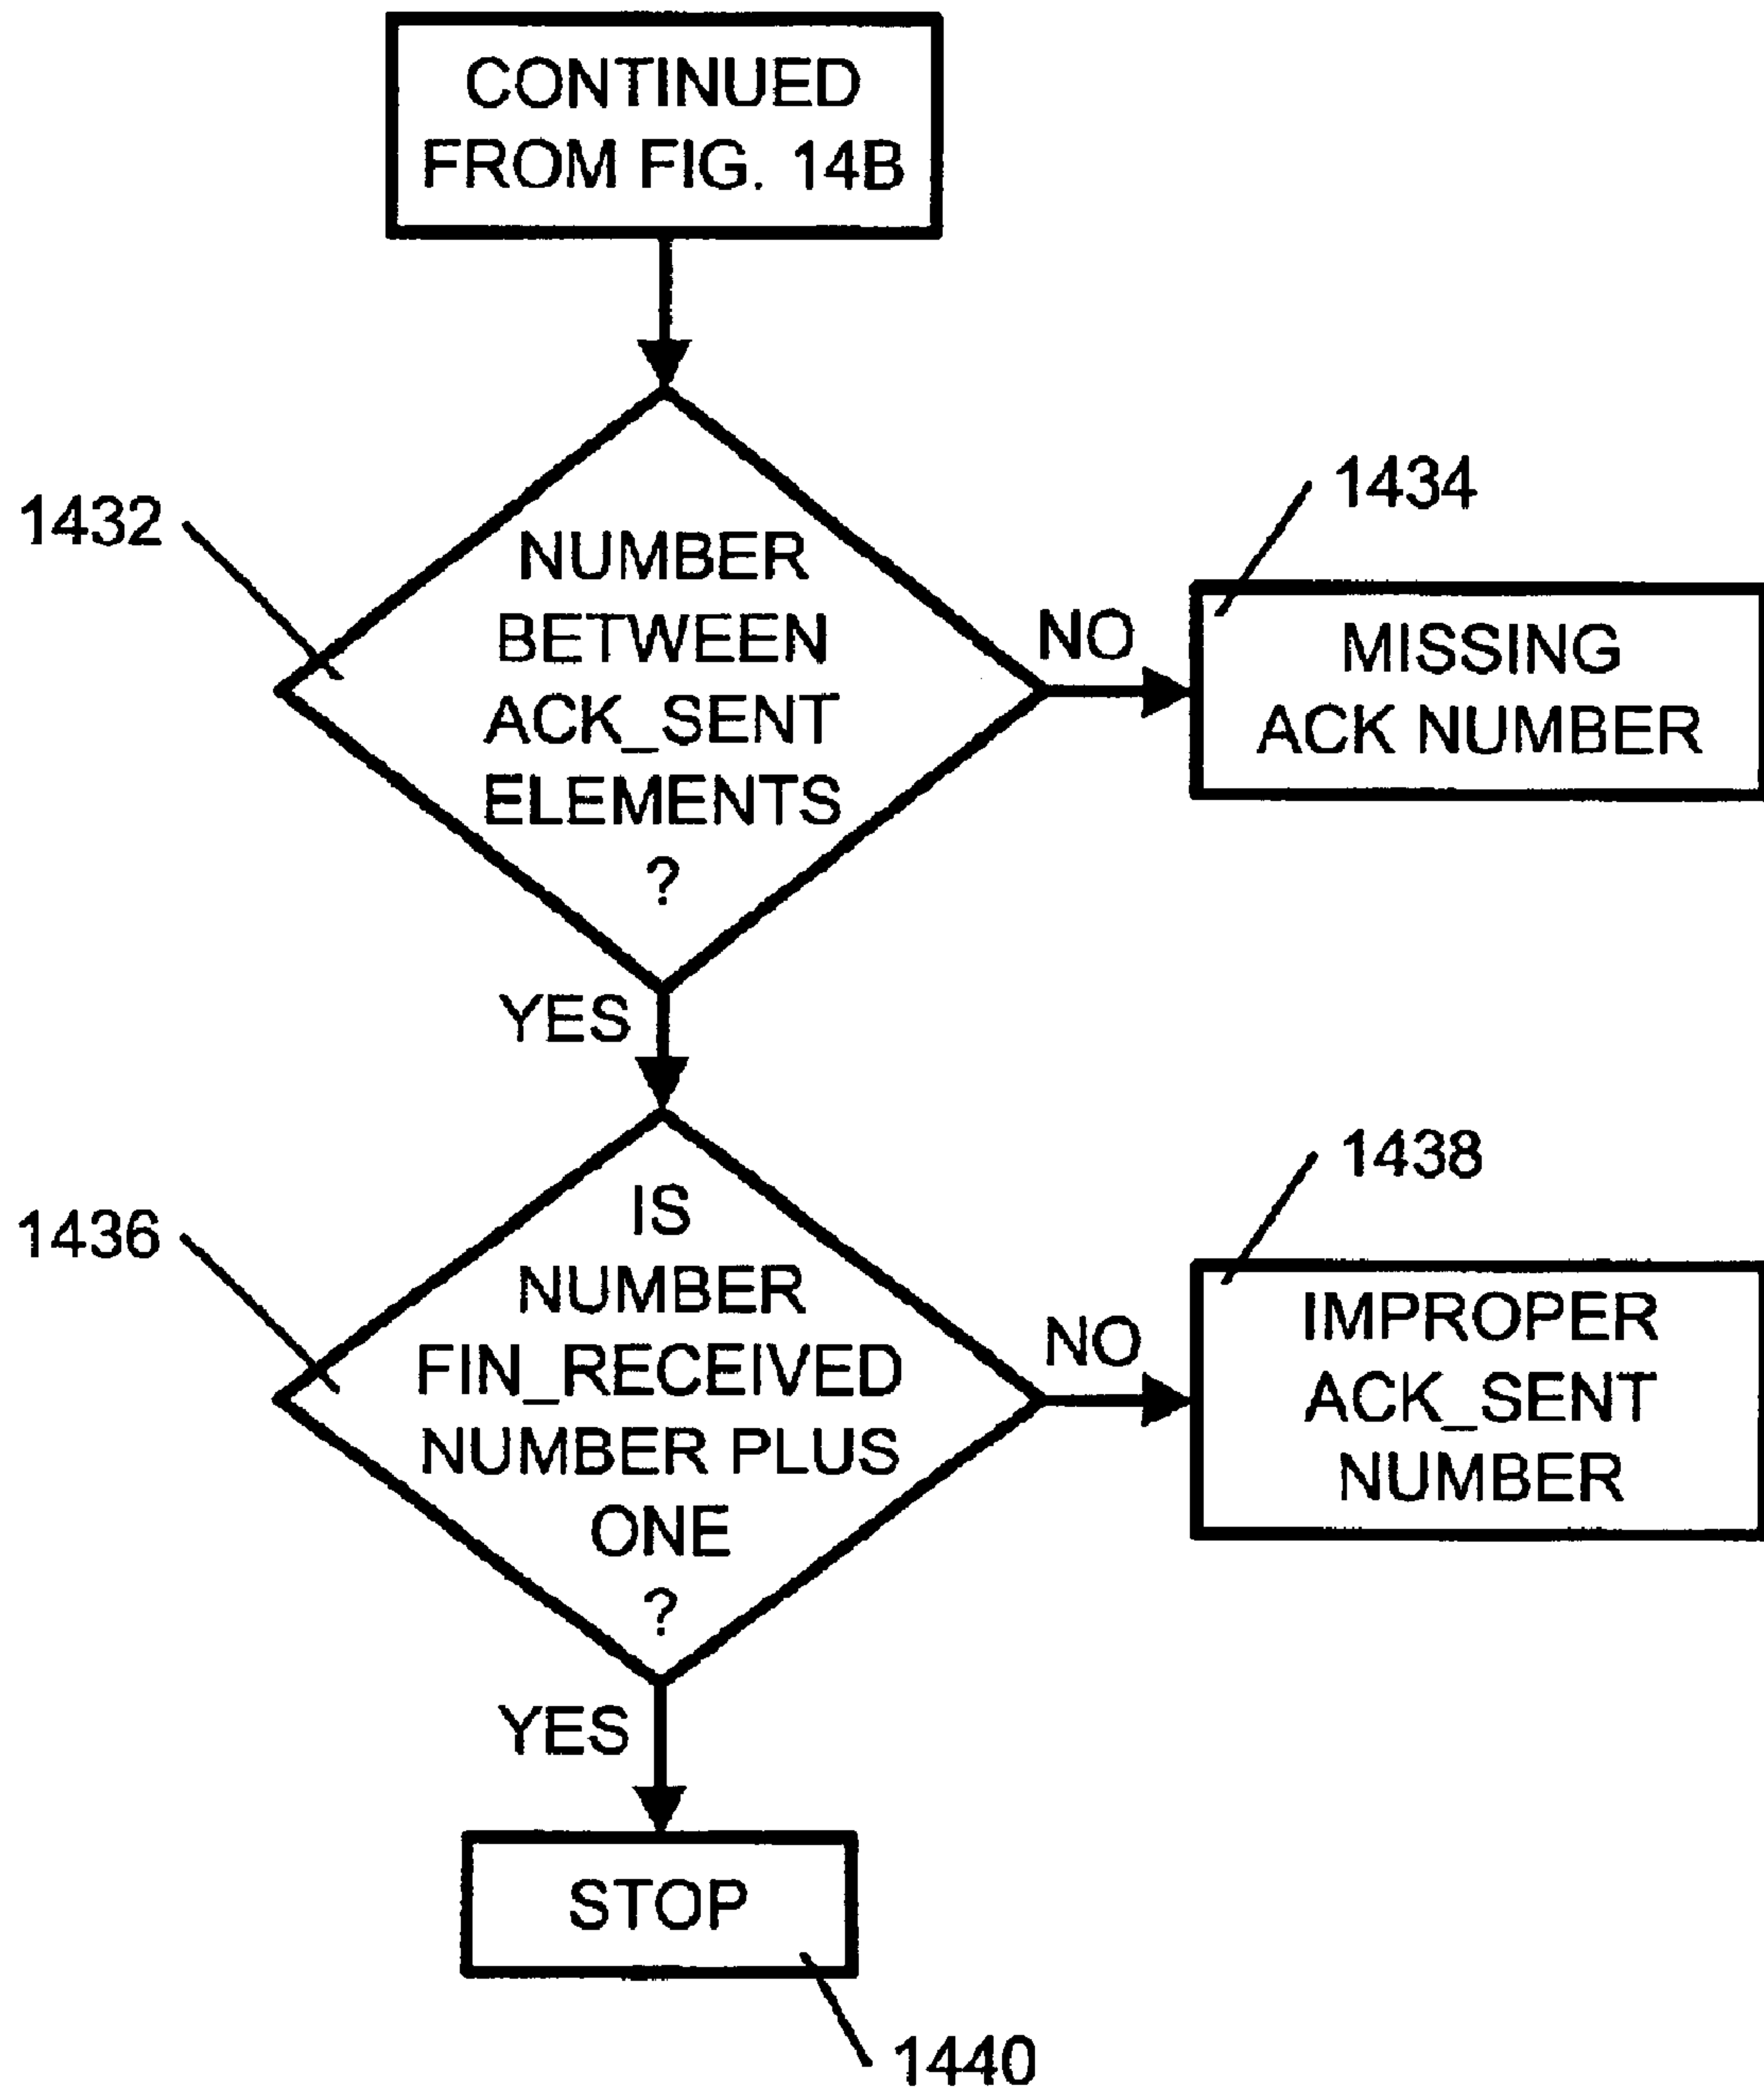 CONTINUED
FROM FIG. 14B
1432
NUMBER
BETWEEN
ACK_SENT
ELEMENTS
?
NO
1434
MISSING
ACK NUMBER
YES
1436
IS
NUMBER
FIN_RECEIVED
NUMBER PLUS
ONE
?
NO
1438
IMPROPER
ACK_SENT
NUMBER
YES
STOP
1440